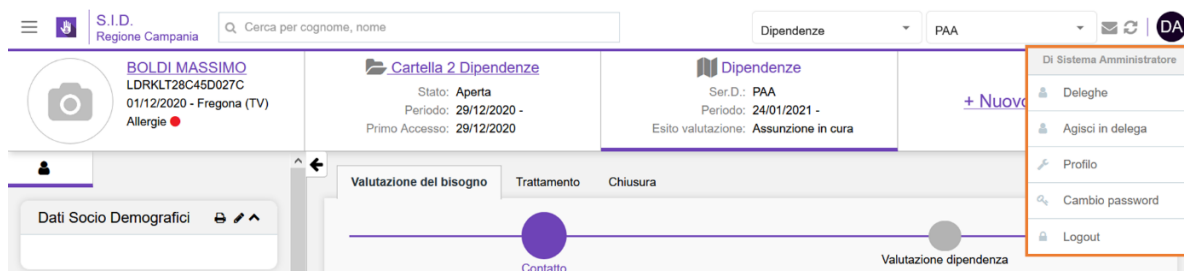 S.I.D.
Regione Campania
Cerca per cognome, nome
Dipendenze
PAA
DA
BOLDI MASSIMO
LDRKLT28C45D027C
01/12/2020 - Fregona (TV)
Allergie
Cartella 2 Dipendenze
Stato: Aperta
Periodo: 29/12/2020 -
Primo Accesso: 29/12/2020
Dipendenze
Ser.D.: PAA
Periodo: 24/01/2021 -
Esito valutazione: Assunzione in cura
+ Nuovo
Di Sistema Amministratore
Deleghe
Agisci in delega
Profilo
Cambio password
Logout
Valutazione del bisogno
Trattamento
Chiusura
Dati Socio Demografici
Contatto
Valutazione dipendenza